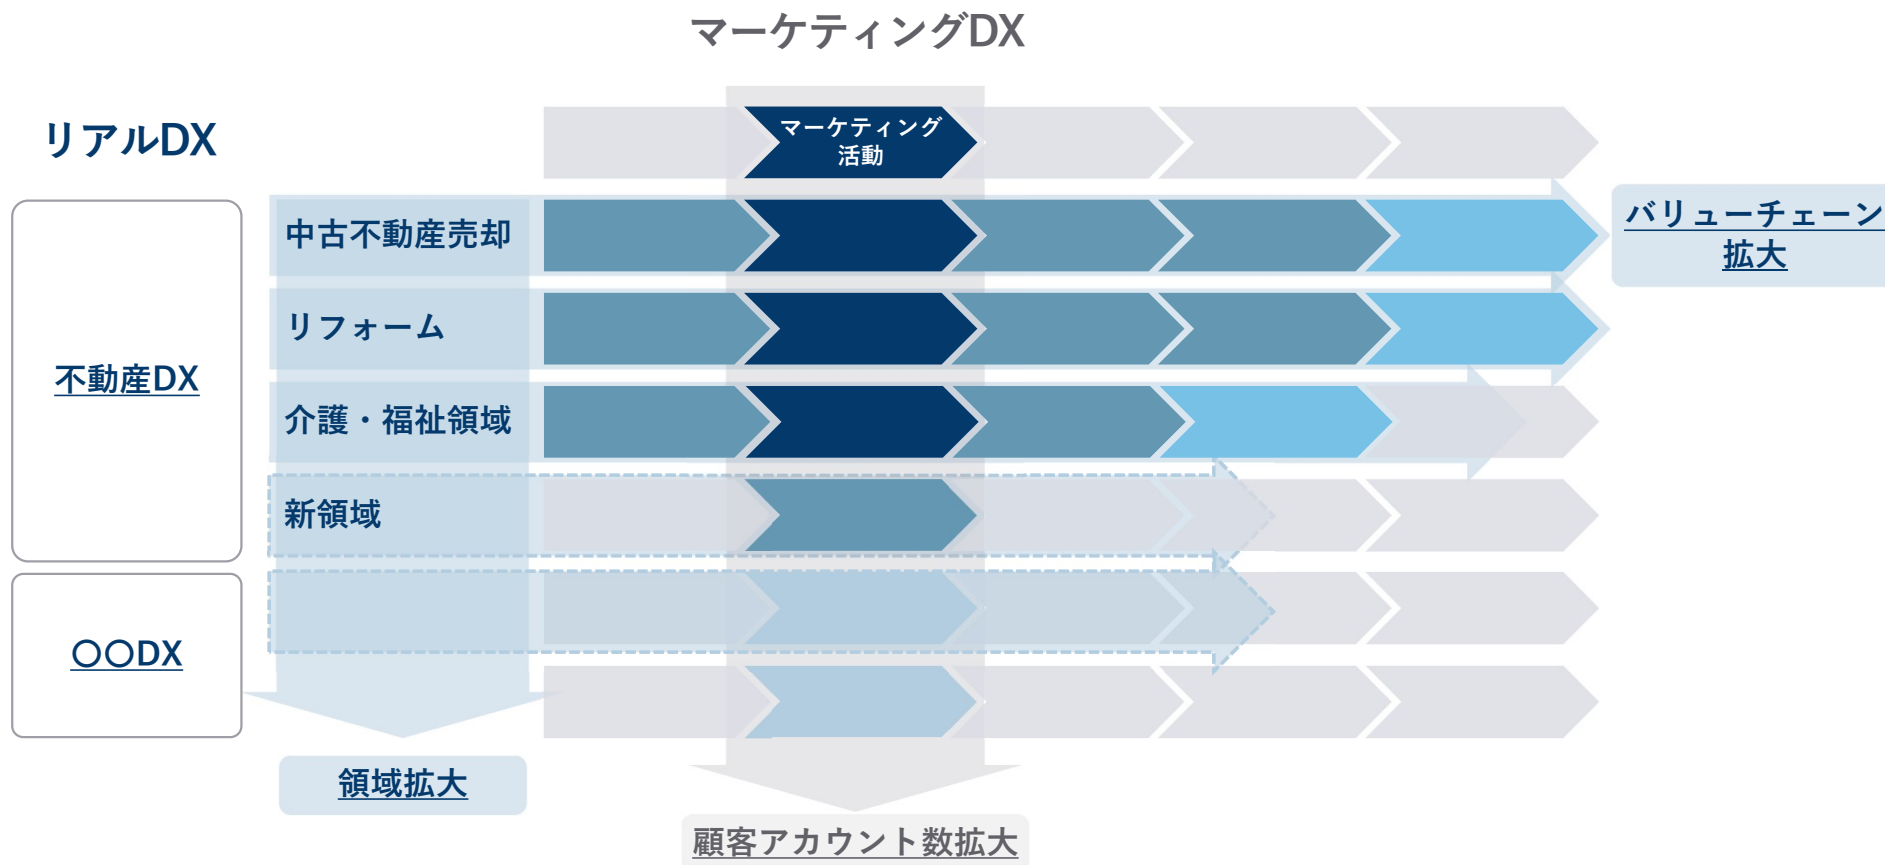 マーケティングDX
リアルDX
マーケティング
活動
中古不動産売却
バリューチェーン
拡大
リフォーム
不動産DX
介護・福祉領域
新領域
〇〇DX
領域拡大
顧客アカウント数拡大